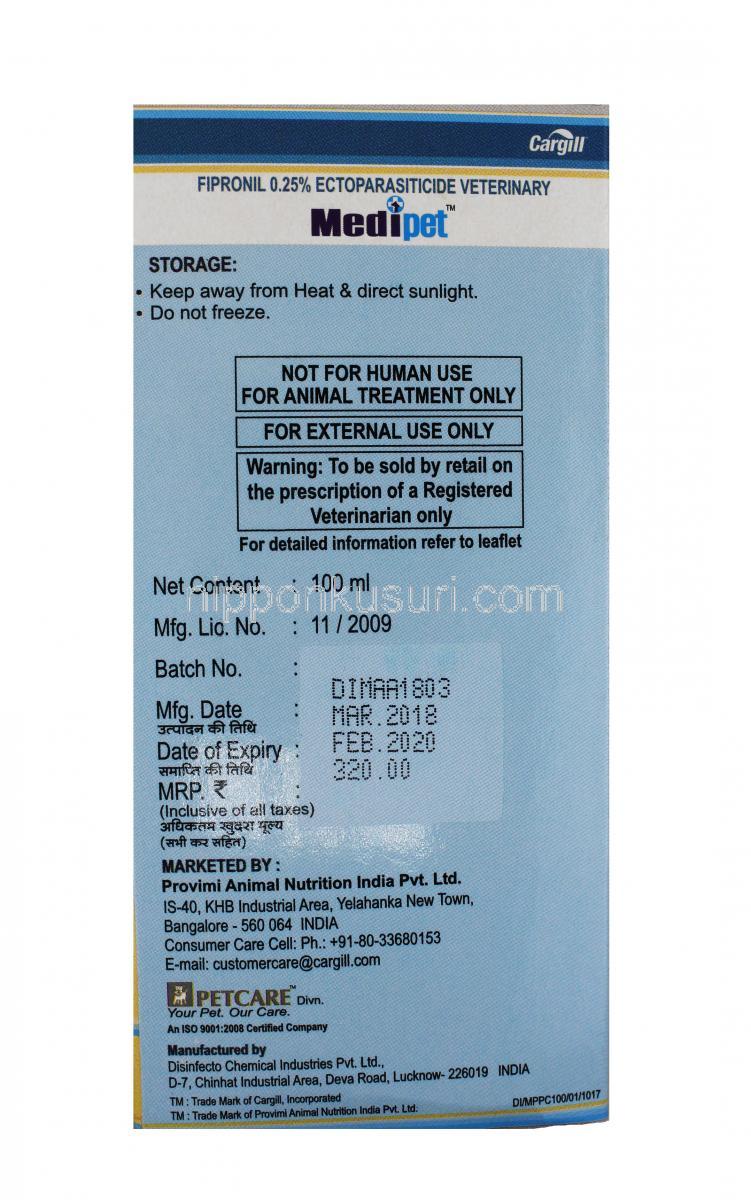 Cargill
FIPRONIL 0.25% ECTOPARASITICIDE VETERINARY
Medipet™
STORAGE:
• Keep away from Heat & direct sunlight.
• Do not freeze.
NOT FOR HUMAN USE
FOR ANIMAL TREATMENT ONLY
FOR EXTERNAL USE ONLY
Warning: To be sold by retail on
the prescription of a Registered
Veterinarian only
For detailed information refer to leaflet
Net Content : 100 ml
nipponkusuri.com
Mfg. Lic. No. : 11 / 2009
Batch No. : DIMAA1803
Mfg. Date : MAR.2018
उत्पादन की तिथि
Date of Expiry : FEB.2020
समाप्ति की तिथि
MRP. ₹ : 320.00
(Inclusive of all taxes)
अधिकतम खुदरा मूल्य
(सभी कर सहित)
MARKETED BY :
Provimi Animal Nutrition India Pvt. Ltd.
IS-40, KHB Industrial Area, Yelahanka New Town,
Bangalore - 560 064 INDIA
Consumer Care Cell: Ph.: +91-80-33680153
E-mail: customercare@cargill.com
PETCARE™ Divn.
Your Pet. Our Care.
An ISO 9001:2008 Certified Company
Manufactured by
Disinfecto Chemical Industries Pvt. Ltd.,
D-7, Chinhat Industrial Area, Deva Road, Lucknow- 226019 INDIA
TM : Trade Mark of Cargill, Incorporated
TM : Trade Mark of Provimi Animal Nutrition India Pvt. Ltd.
DI/MPPC100/01/1017